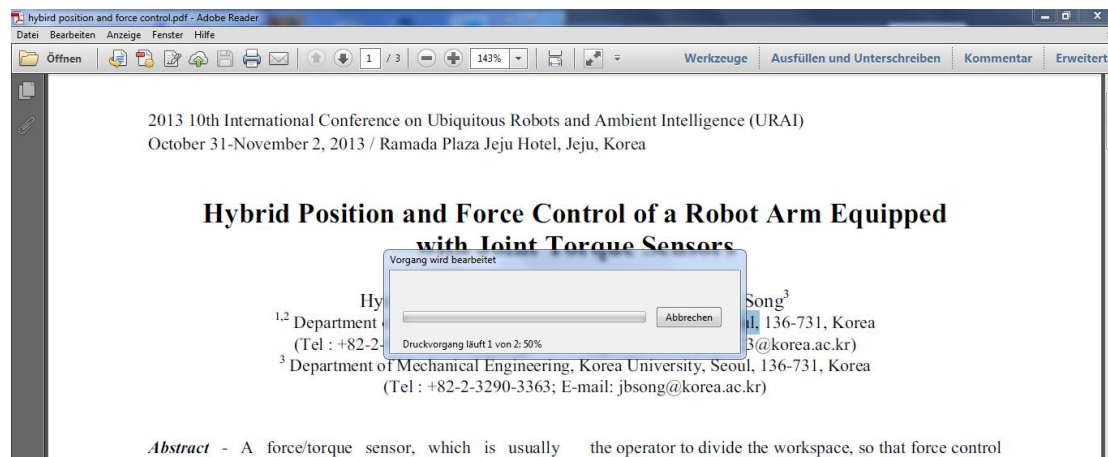 hybird position and force control.pdf - Adobe Reader
Datei Bearbeiten Anzeige Fenster Hilfe
Öffnen 1 / 3 143% Werkzeuge Ausfüllen und Unterschreiben Kommentar Erweitert
2013 10th International Conference on Ubiquitous Robots and Ambient Intelligence (URAI)
October 31-November 2, 2013 / Ramada Plaza Jeju Hotel, Jeju, Korea
Hybrid Position and Force Control of a Robot Arm Equipped
with Joint Torque Sensors
Vorgang wird bearbeitet
Hy Song3
Abbrechen
1,2 Department 136-731, Korea
(Tel : +82-2- 3@korea.ac.kr)
Druckvorgang läuft 1 von 2: 50%
3 Department of Mechanical Engineering, Korea University, Seoul, 136-731, Korea
(Tel : +82-2-3290-3363; E-mail: jbsong@korea.ac.kr)
Abstract - A force/torque sensor, which is usually
the operator to divide the workspace, so that force control